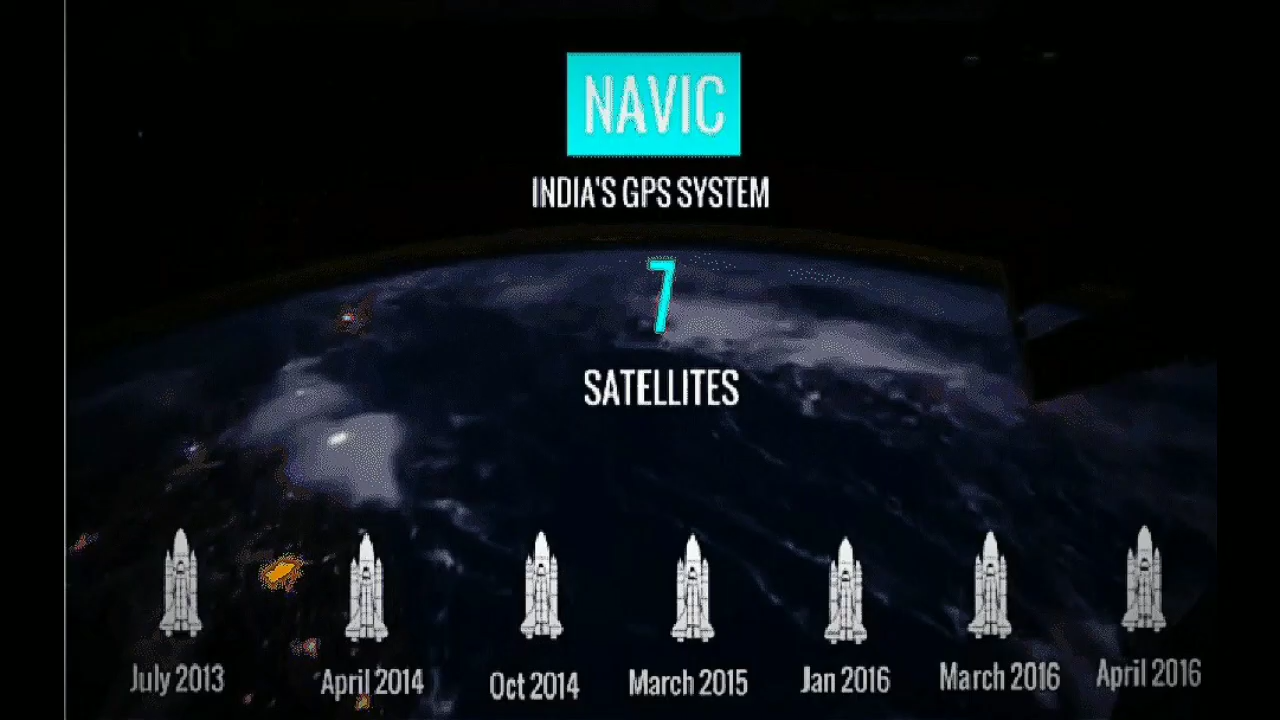 NAVIC
INDIA'S GPS SYSTEM
7
SATELLITES
July 2013 April 2014 Oct 2014 March 2015 Jan 2016 March 2016 April 2016